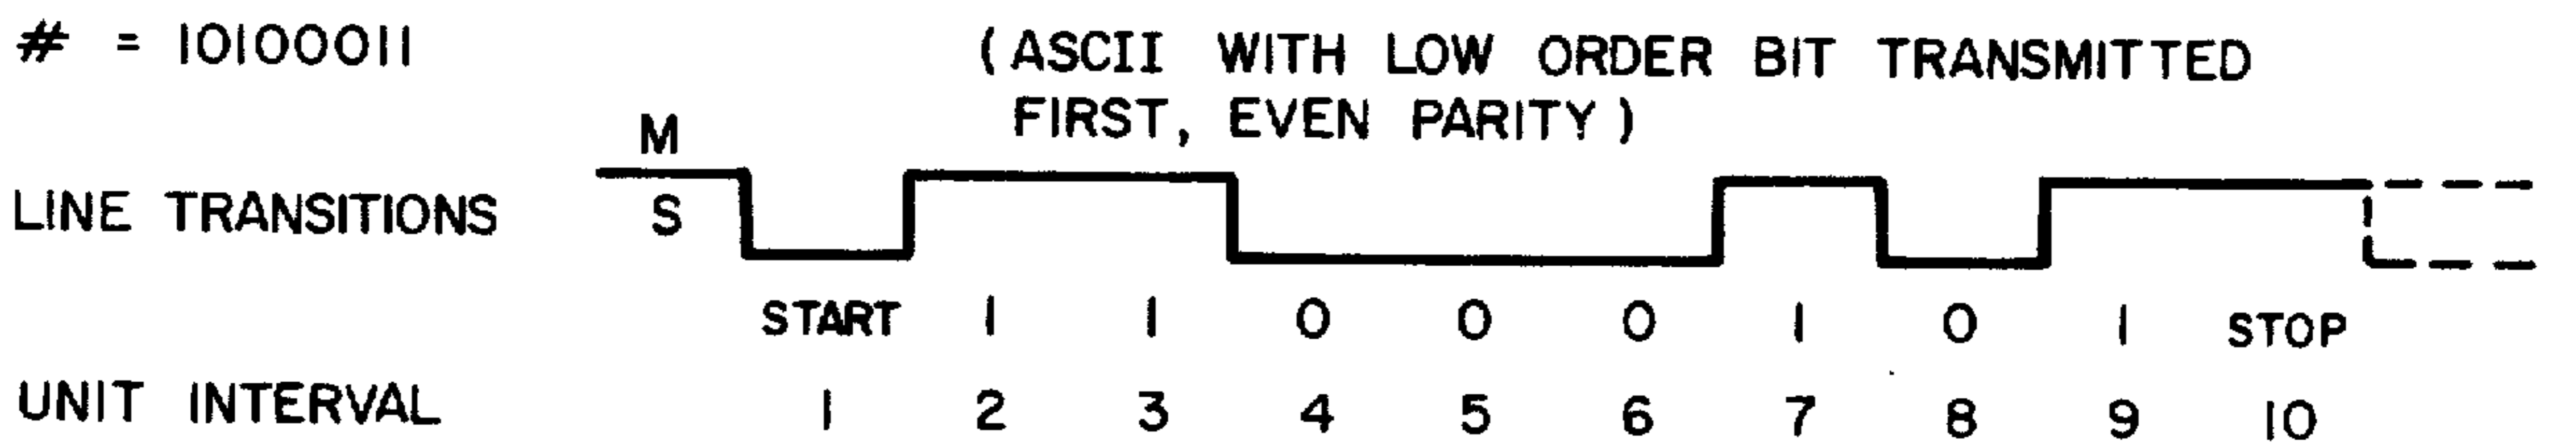 # = 10100011
(ASCII WITH LOW ORDER BIT TRANSMITTED
FIRST, EVEN PARITY)
M
LINE TRANSITIONS S
START 1 1 0 0 0 1 0 1 STOP
UNIT INTERVAL 1 2 3 4 5 6 7 8 9 10